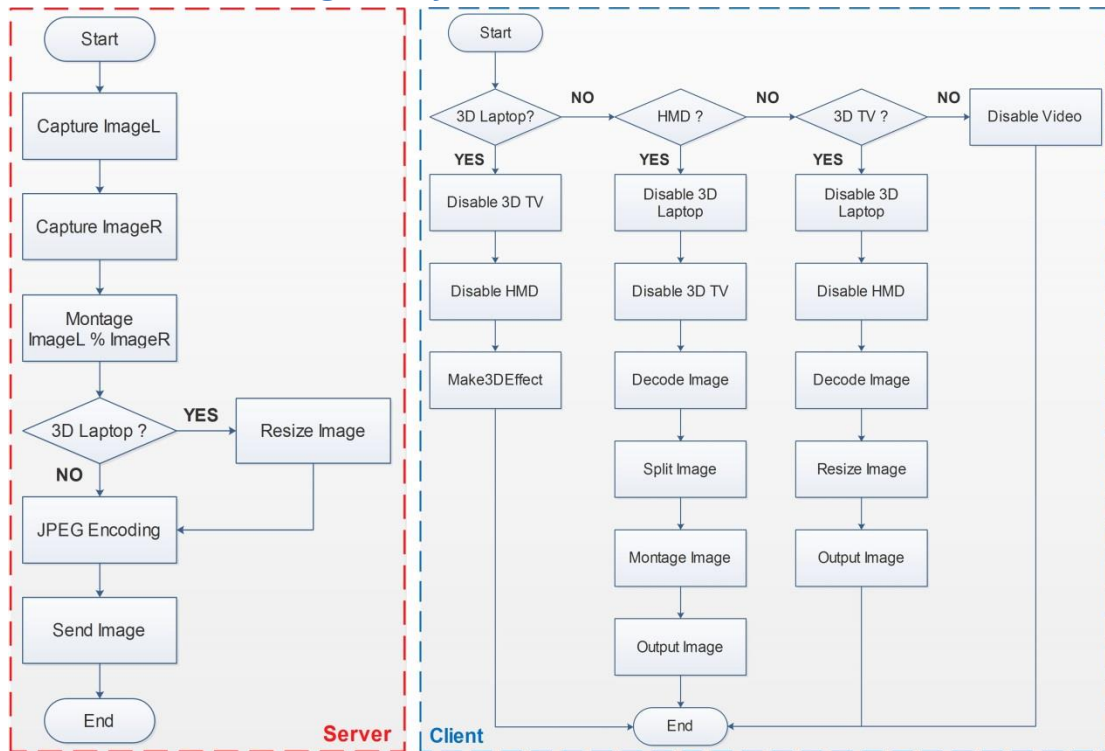 Start
Capture ImageL
Capture ImageR
Montage
ImageL % ImageR
3D Laptop ?
YES
Resize Image
NO
JPEG Encoding
Send Image
End
Server
Start
3D Laptop?
NO
HMD ?
NO
3D TV ?
NO
Disable Video
YES
YES
YES
Disable 3D TV
Disable 3D
Laptop
Disable 3D
Laptop
Disable HMD
Disable 3D TV
Disable HMD
Make3DEffect
Decode Image
Decode Image
Split Image
Resize Image
Montage Image
Output Image
Output Image
End
Client